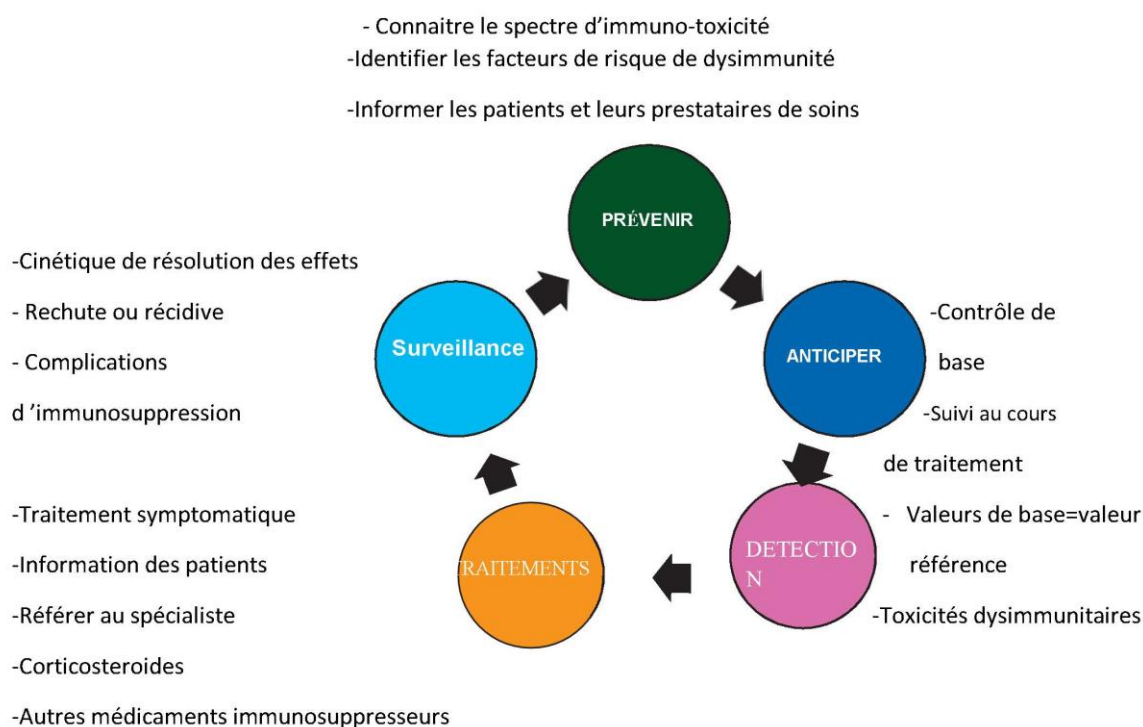 - Connaitre le spectre d’immuno-toxicité
-Identifier les facteurs de risque de dysimmunité
-Informer les patients et leurs prestataires de soins
PRÉVENIR
ANTICIPER
-Contrôle de
base
-Suivi au cours
de traitement
DETECTIO
N
- Valeurs de base=valeur
référence
-Toxicités dysimmunitaires
TRAITEMENTS
-Traitement symptomatique
-Information des patients
-Référer au spécialiste
-Corticosteroides
-Autres médicaments immunosuppresseurs
Surveillance
-Cinétique de résolution des effets
- Rechute ou récidive
- Complications
d ’immunosuppression